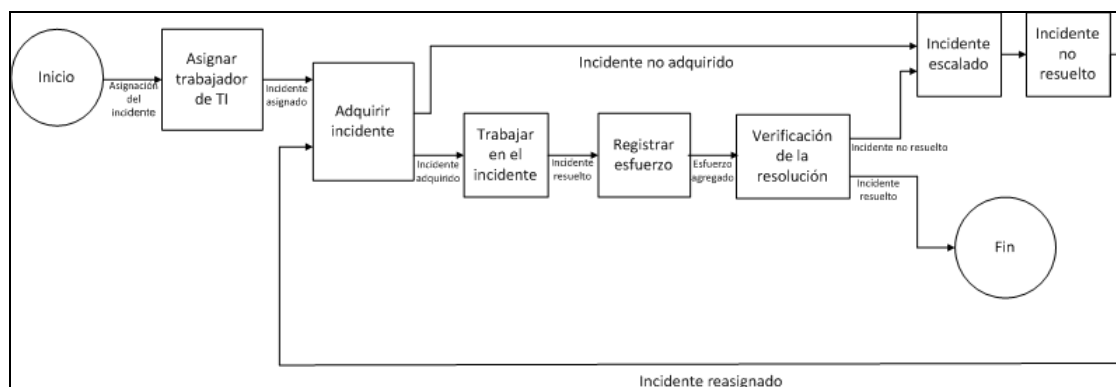 Inicio
Asignación
del
incidente
Asignar
trabajador
de TI
Incidente
asignado
Adquirir
incidente
Incidente no adquirido
Incidente
adquirido
Trabajar
en el
incidente
Incidente
resuelto
Registrar
esfuerzo
Esfuerzo
agregado
Verificación
de la
resolución
Incidente no resuelto
Incidente
resuelto
Incidente
escalado
Incidente
no
resuelto
Fin
Incidente reasignado